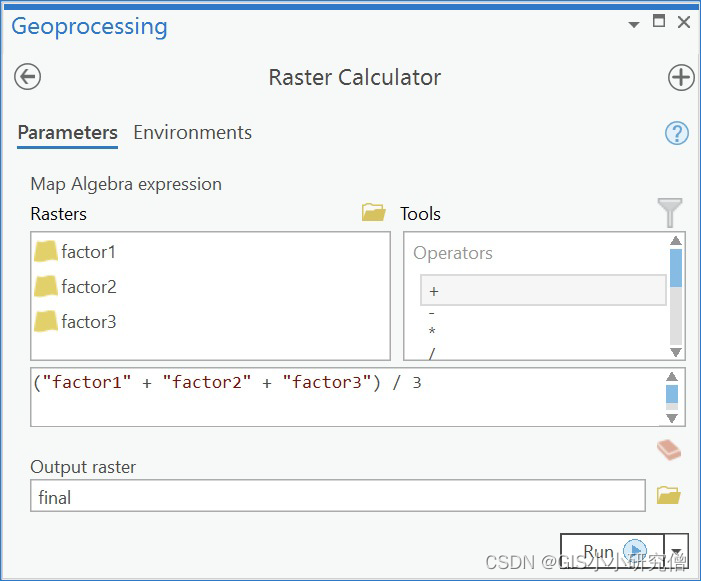 Geoprocessing
Raster Calculator
Parameters Environments
Map Algebra expression
Rasters Tools
factor1
factor2
factor3
Operators
+
-
*
/
("factor1" + "factor2" + "factor3") / 3
Output raster
final
Run
CSDN @GIS小小研究僧